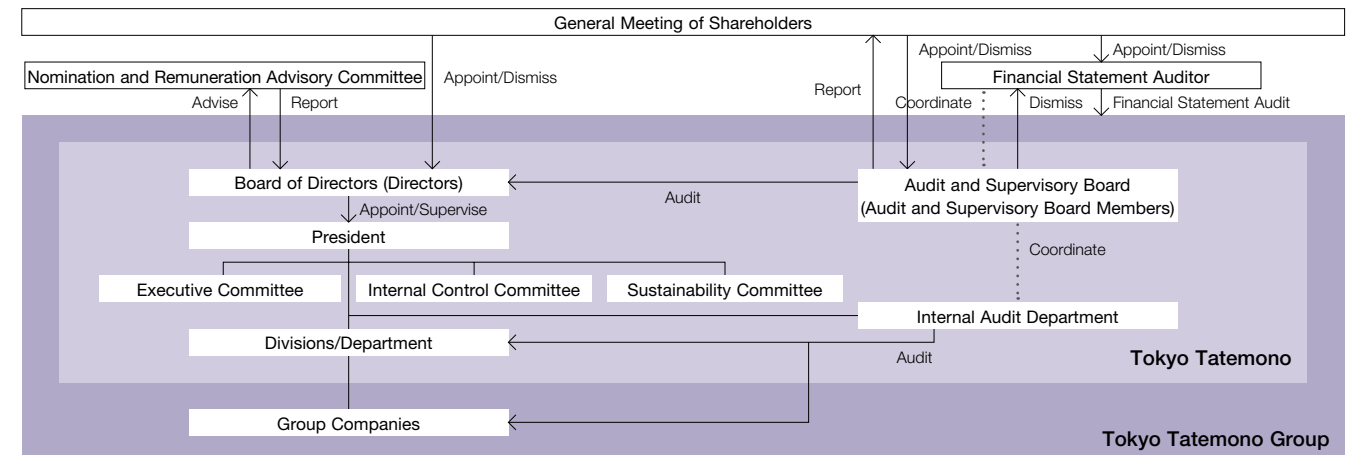 General Meeting of Shareholders
Appoint/Dismiss
Appoint/Dismiss
Nomination and Remuneration Advisory Committee
Appoint/Dismiss
Financial Statement Auditor
Advise
Report
Report
Coordinate
Dismiss
Financial Statement Audit
Board of Directors (Directors)
Audit
Audit and Supervisory Board
(Audit and Supervisory Board Members)
Appoint/Supervise
President
Coordinate
Executive Committee
Internal Control Committee
Sustainability Committee
Internal Audit Department
Divisions/Department
Audit
Tokyo Tatemono
Group Companies
Tokyo Tatemono Group